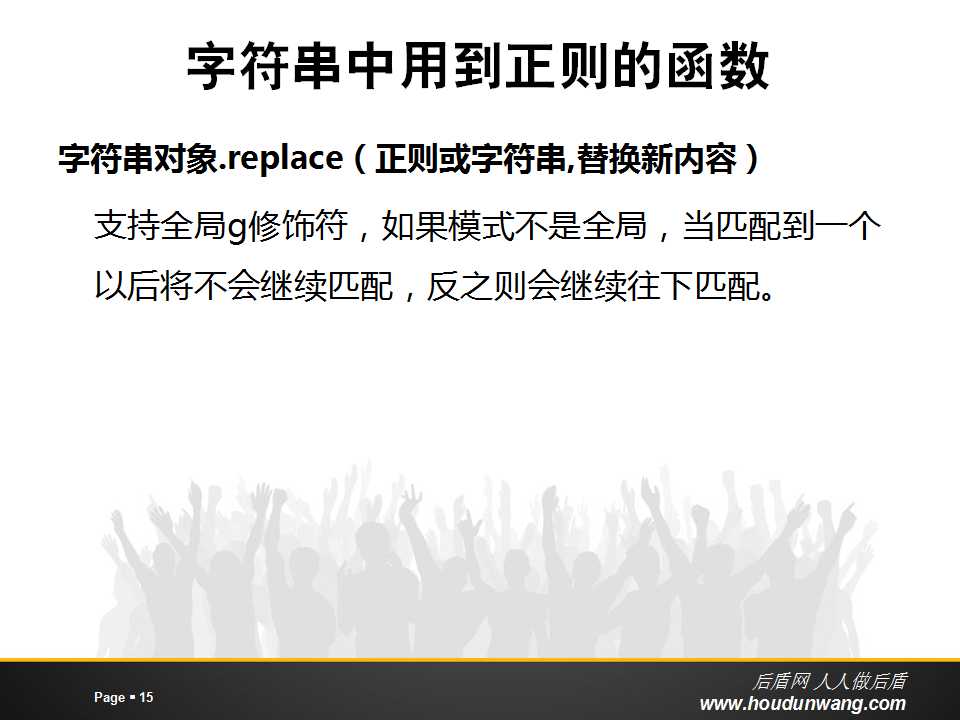 字符串中用到正则的函数
字符串对象.replace（正则或字符串,替换新内容）
支持全局g修饰符，如果模式不是全局，当匹配到一个
以后将不会继续匹配，反之则会继续往下匹配。
Page ▪ 15
后盾网 人人做后盾
www.houdunwang.com